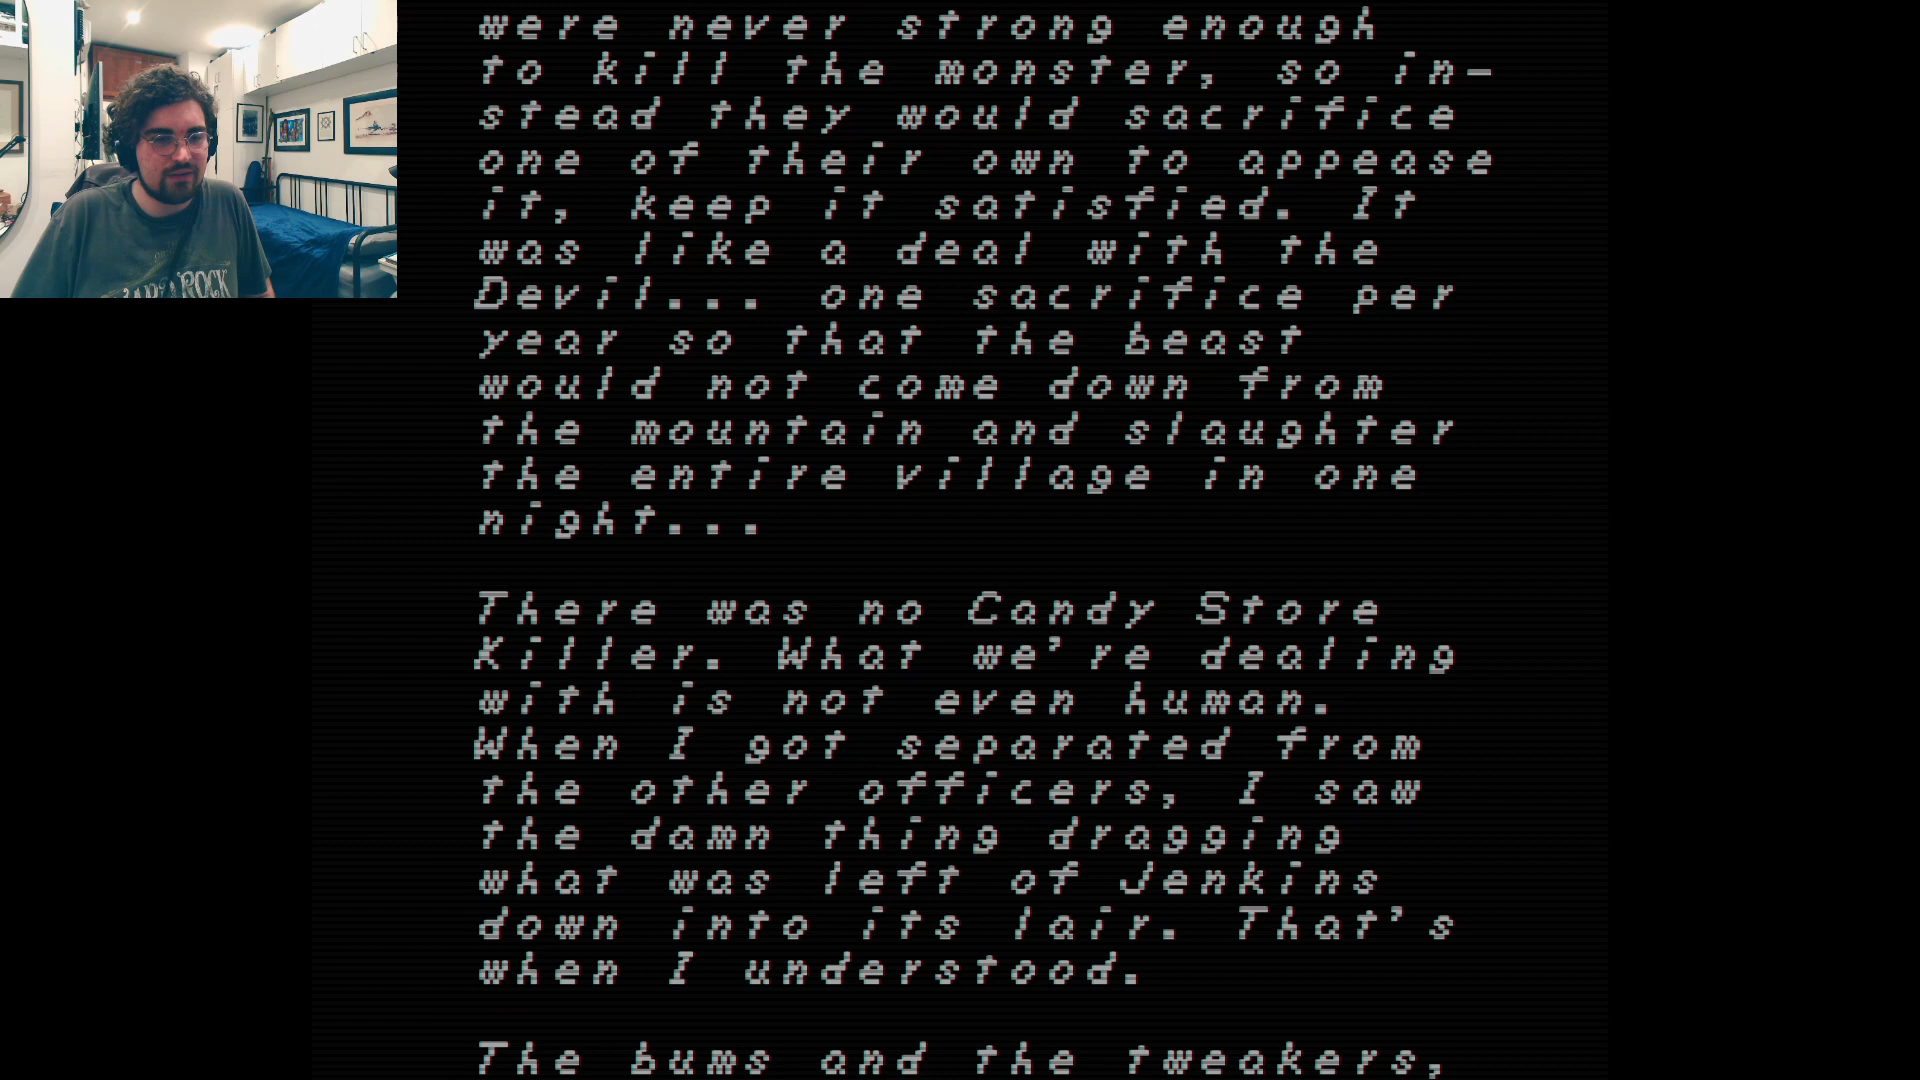 were never strong enough
to kill the monster, so in-
stead they would sacrifice
one of their own to appease
it, keep it satisfied. It
was like a deal with the
Devil... one sacrifice per
year so that the beast
would not come down from
the mountain and slaughter
the entire village in one
night...
There was no Candy Store
Killer. What we're dealing
with is not even human.
When I got separated from
the other officers, I saw
the damn thing dragging
what was left of Jenkins
down into its lair. That's
when I understood.
The bums and the tweakers,
ROCK